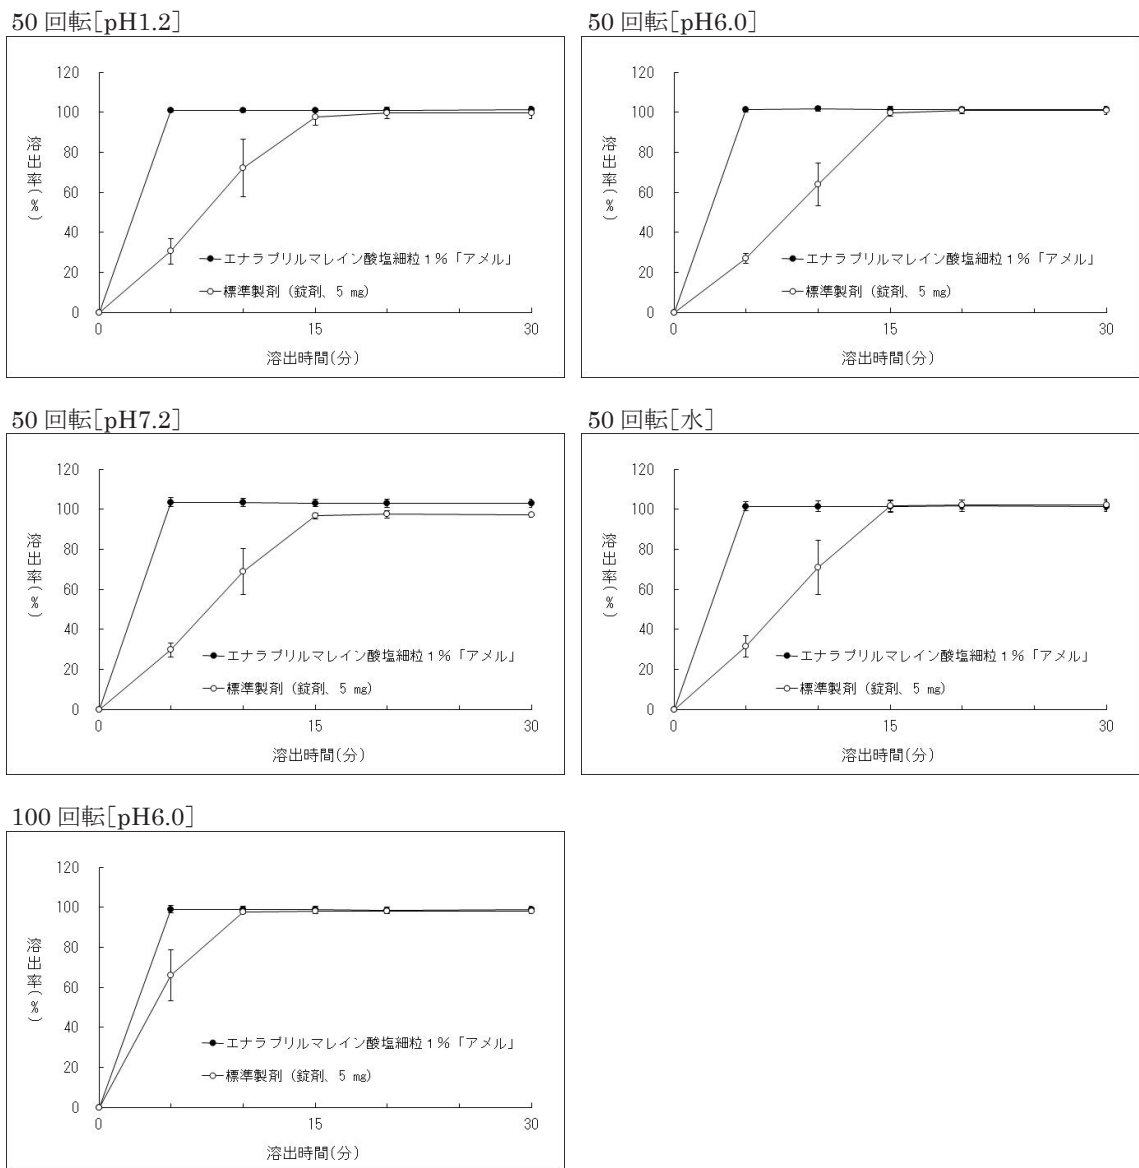 50 回転[pH1.2]
120
100
80
60
40
20
0
溶出率(%)
エナラプリルマレイン酸塩細粒1%「アメル」
標準製剤 (錠剤、5 mg)
0 15 30
溶出時間(分)
50 回転[pH6.0]
120
100
80
60
40
20
0
溶出率(%)
エナラプリルマレイン酸塩細粒1%「アメル」
標準製剤 (錠剤、5 mg)
0 15 30
溶出時間(分)
50 回転[pH7.2]
120
100
80
60
40
20
0
溶出率(%)
エナラプリルマレイン酸塩細粒1%「アメル」
標準製剤 (錠剤、5 mg)
0 15 30
溶出時間(分)
50 回転[水]
120
100
80
60
40
20
0
溶出率(%)
エナラプリルマレイン酸塩細粒1%「アメル」
標準製剤 (錠剤、5 mg)
0 15 30
溶出時間(分)
100 回転[pH6.0]
120
100
80
60
40
20
0
溶出率(%)
エナラプリルマレイン酸塩細粒1%「アメル」
標準製剤 (錠剤、5 mg)
0 15 30
溶出時間(分)